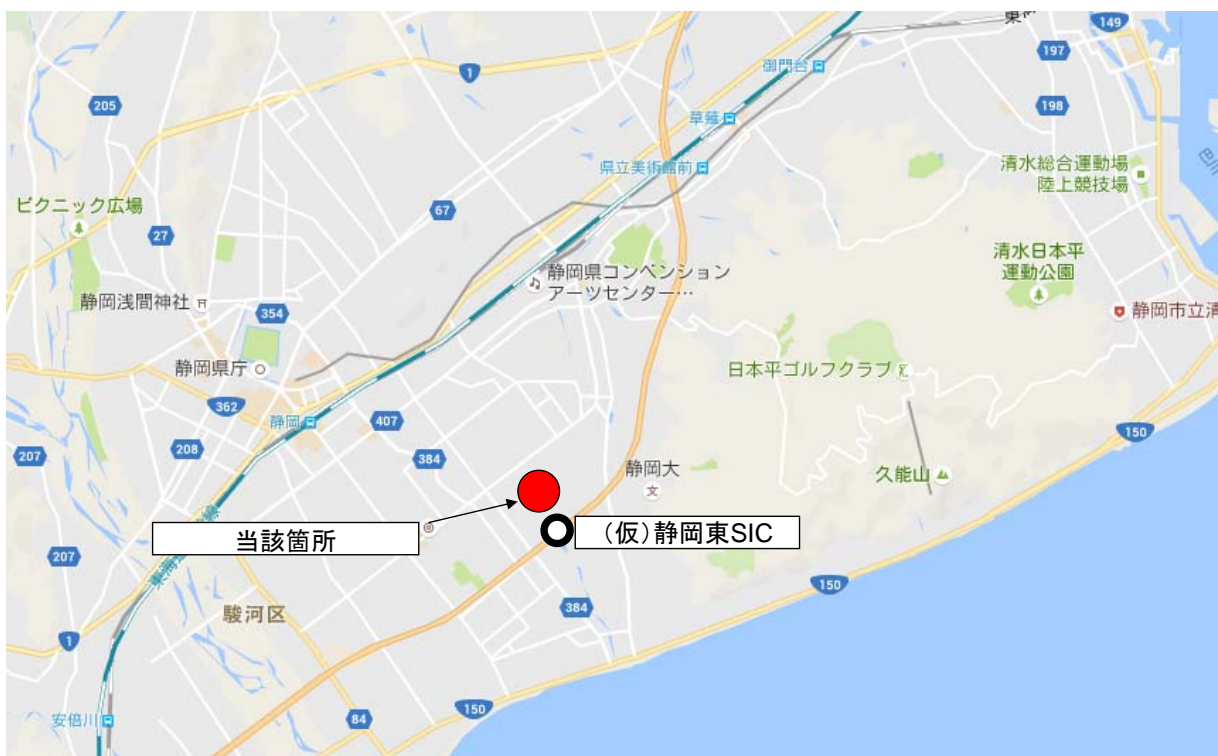 149
197
1
御門台
205
198
草薙
県立美術館前
清水総合運動場
陸上競技場
ピクニック広場
67
27
清水日本平
運動公園
静岡県コンベンション
アーツセンター…
静岡浅間神社
354
静岡市立清
静岡県庁
日本平ゴルフクラブ
362
静岡
407
150
208
207
384
静岡大
久能山
当該箇所
(仮)静岡東SIC
207
150
384
駿河区
1
150
84
安倍川